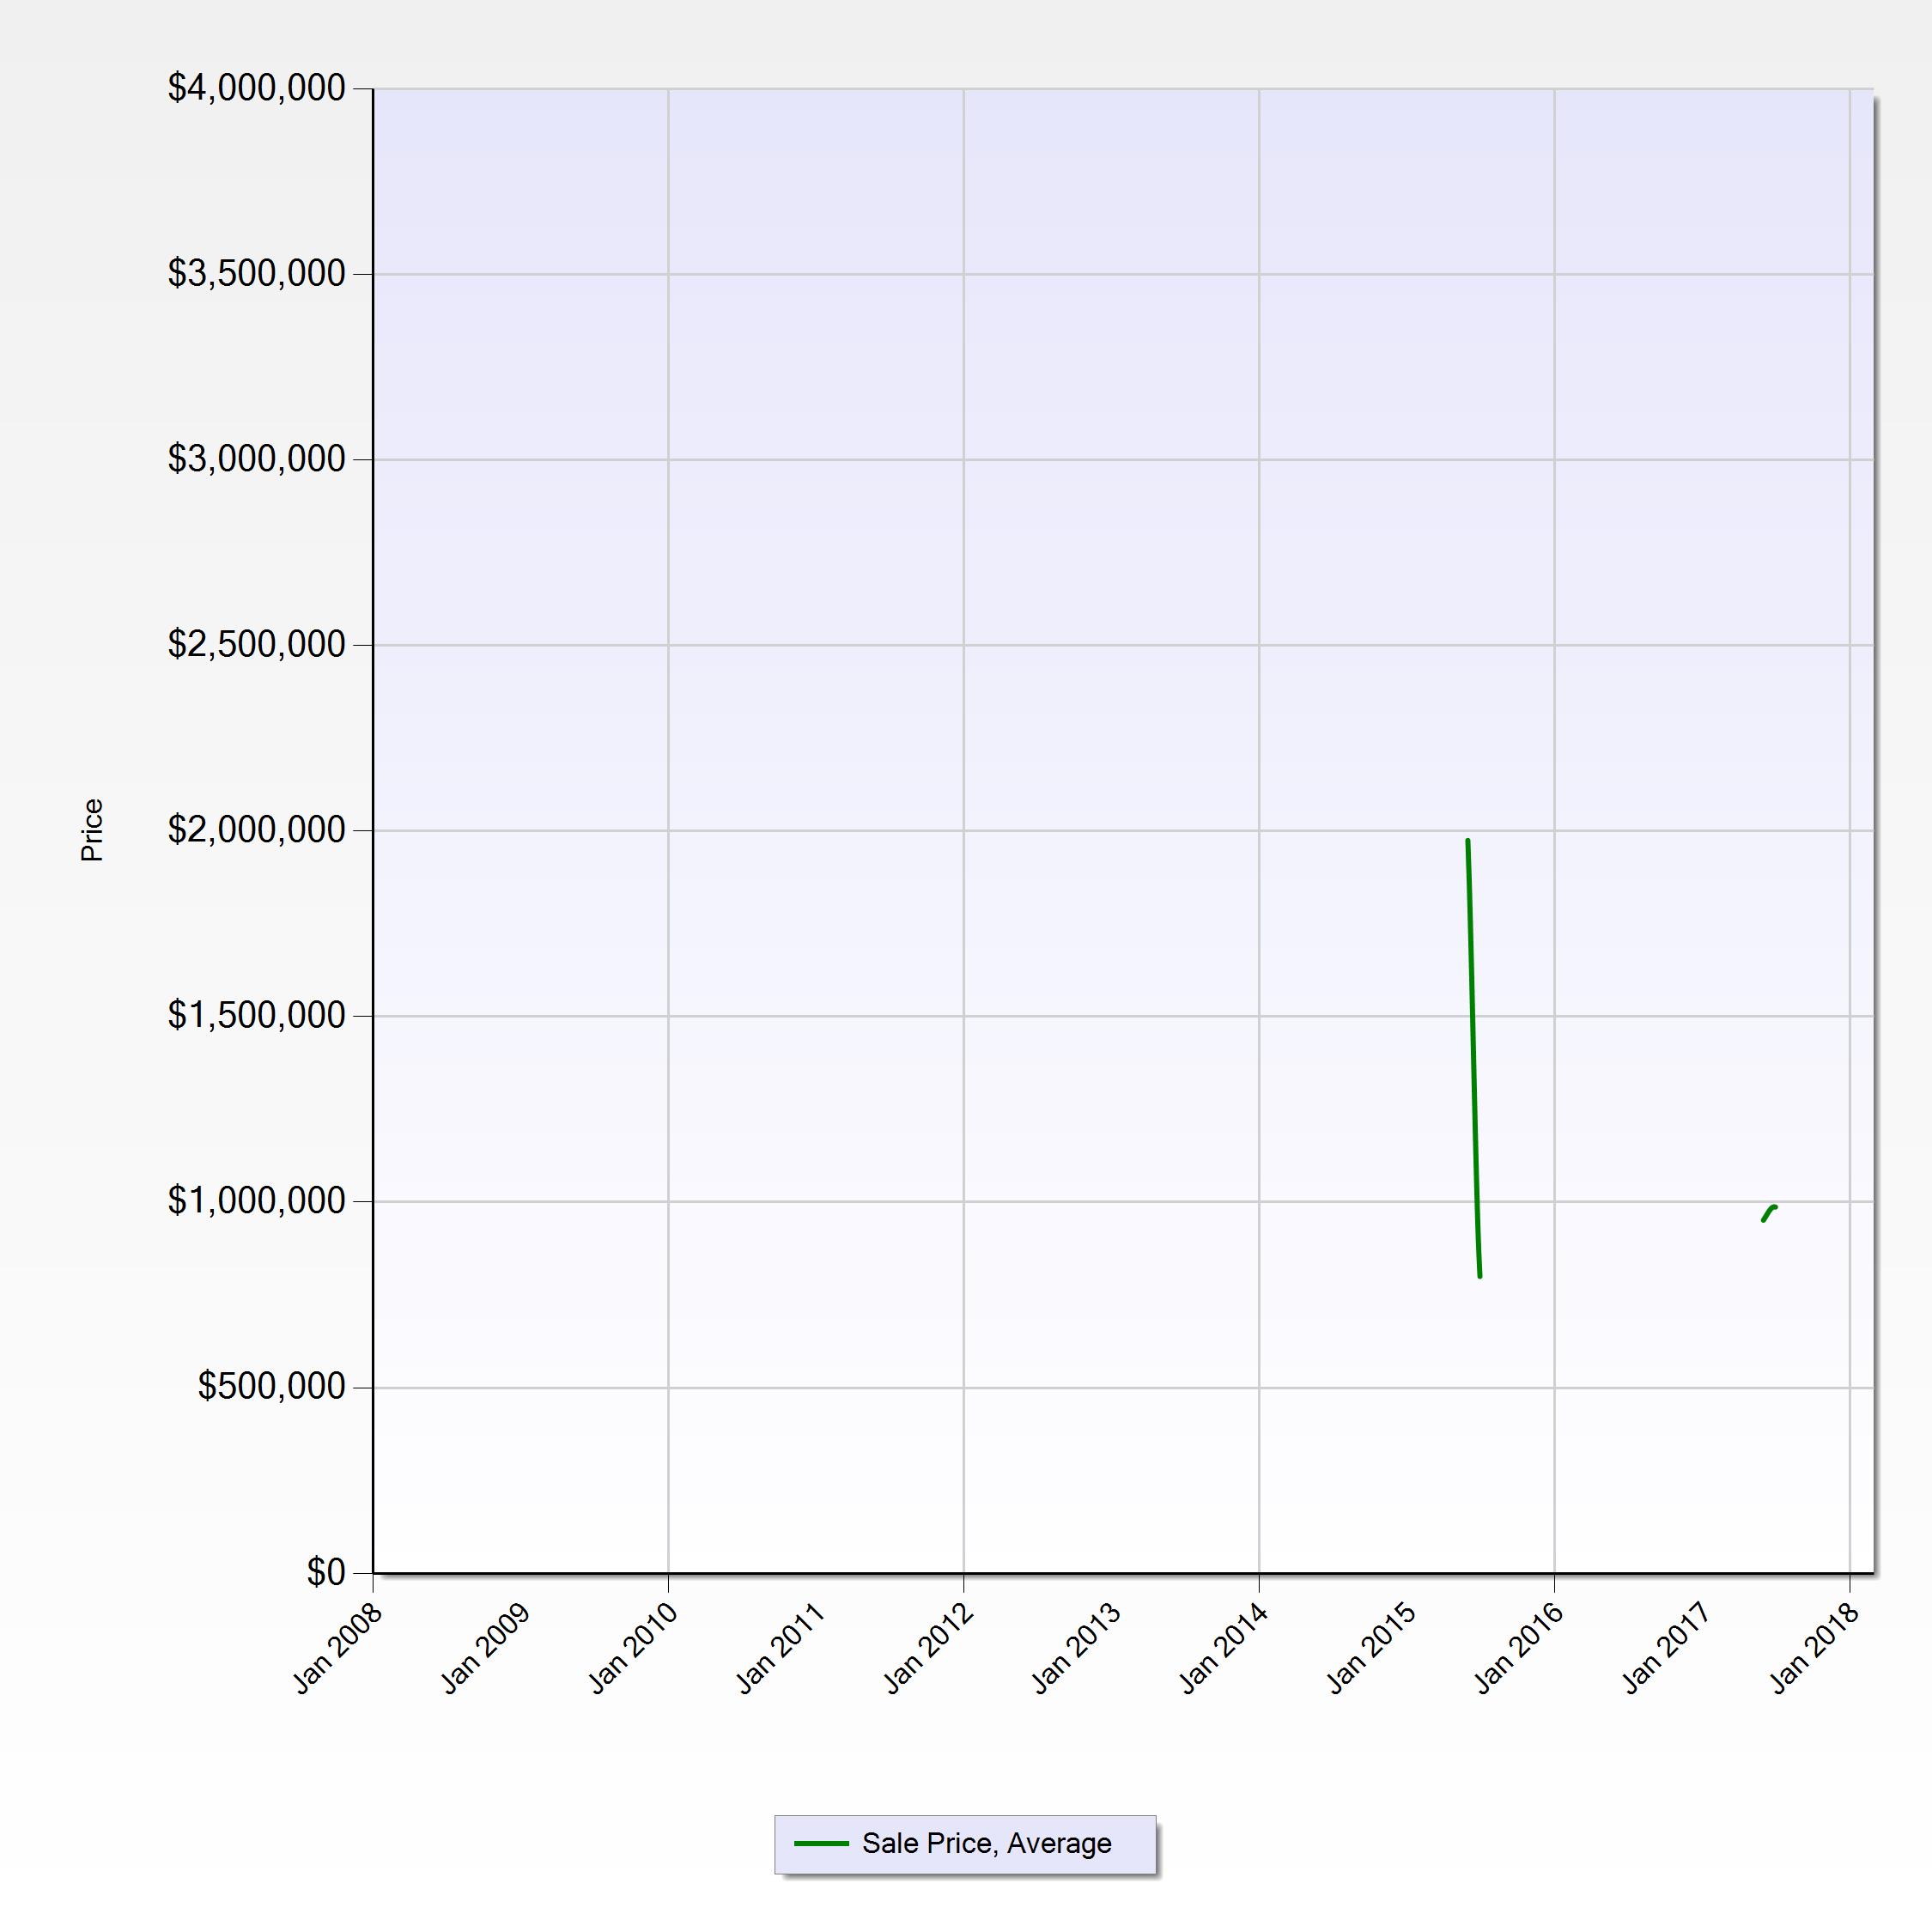 $4,000,000
$3,500,000
$3,000,000
$2,500,000
$2,000,000
$1,500,000
$1,000,000
$500,000
$0
Price
Jan 2008
Jan 2009
Jan 2010
Jan 2011
Jan 2012
Jan 2013
Jan 2014
Jan 2015
Jan 2016
Jan 2017
Jan 2018
Sale Price, Average